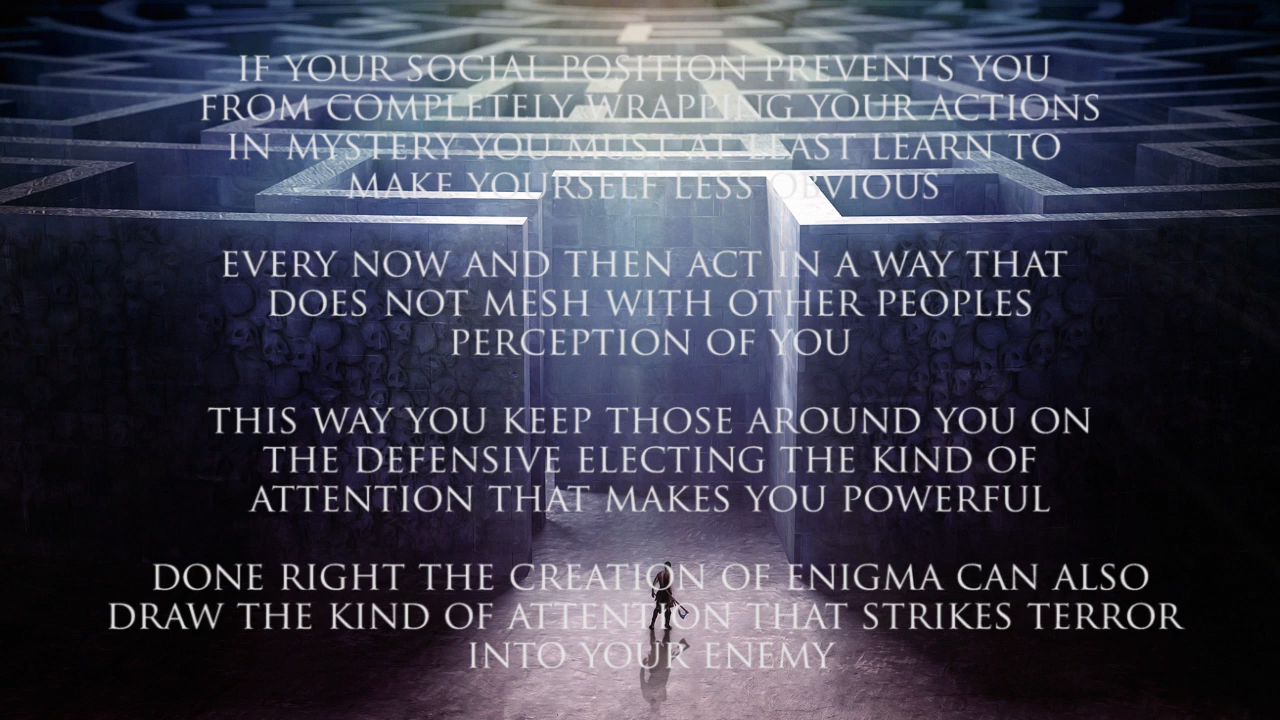 IF YOUR SOCIAL POSITION PREVENTS YOU
FROM COMPLETELY WRAPPING YOUR ACTIONS
IN MYSTERY YOU MUST AT LEAST LEARN TO
MAKE YOURSELF LESS OBVIOUS
EVERY NOW AND THEN ACT IN A WAY THAT
DOES NOT MESH WITH OTHER PEOPLES
PERCEPTION OF YOU
THIS WAY YOU KEEP THOSE AROUND YOU ON
THE DEFENSIVE ELECTING THE KIND OF
ATTENTION THAT MAKES YOU POWERFUL
DONE RIGHT THE CREATION OF ENIGMA CAN ALSO
DRAW THE KIND OF ATTENTION THAT STRIKES TERROR
INTO YOUR ENEMY